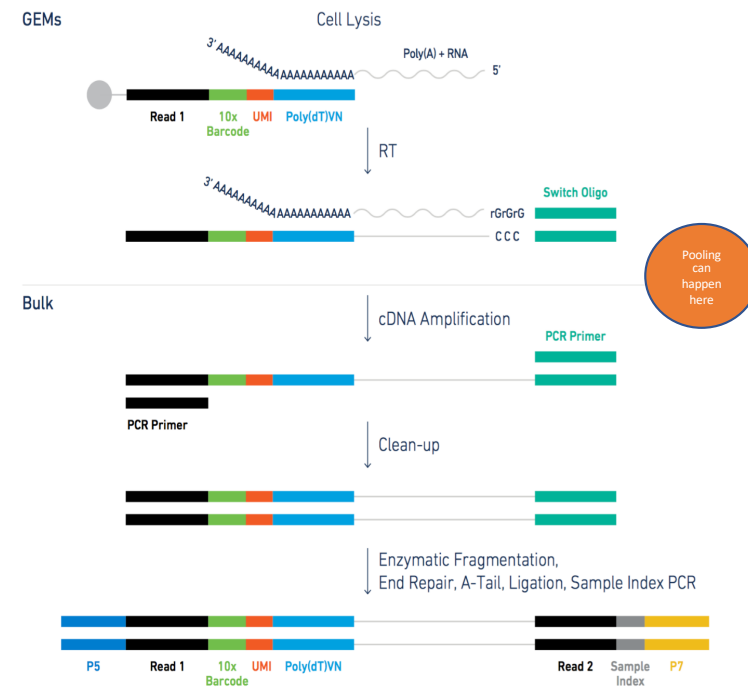 GEMs
Cell Lysis
3' AAAAAAAAAAAAAAAAAAAA
Poly(A) + RNA
5'
Read 1
10x
Barcode
UMI
Poly(dT)VN
RT
3' AAAAAAAAAAAAAAAAAAAA
rGrGrG
Switch Oligo
CCC
Pooling
can
happen
here
Bulk
cDNA Amplification
PCR Primer
PCR Primer
Clean-up
Enzymatic Fragmentation,
End Repair, A-Tail, Ligation, Sample Index PCR
P5
Read 1
10x
Barcode
UMI
Poly(dT)VN
Read 2
Sample
Index
P7